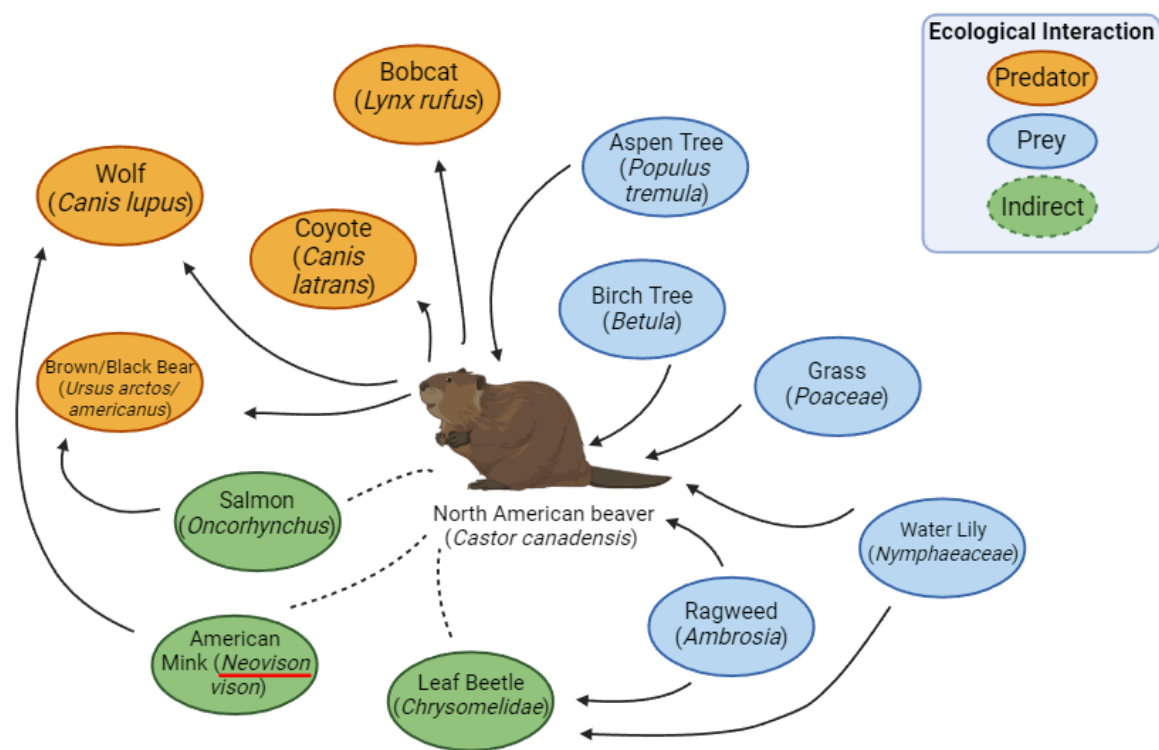 Ecological Interaction
Predator
Prey
Indirect
Bobcat
(Lynx rufus)
Aspen Tree
(Populus
tremula)
Wolf
(Canis lupus)
Coyote
(Canis
latrans)
Birch Tree
(Betula)
Brown/Black Bear
(Ursus arctos/
americanus)
Grass
(Poaceae)
Salmon
(Oncorhynchus)
North American beaver
(Castor canadensis)
Water Lily
(Nymphaeaceae)
Ragweed
(Ambrosia)
American
Mink (Neovison
vison)
Leaf Beetle
(Chrysomelidae)